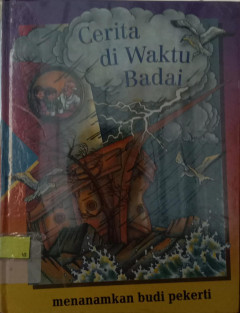 Cerita
di Waktu
Badai
menanamkan budi pekerti